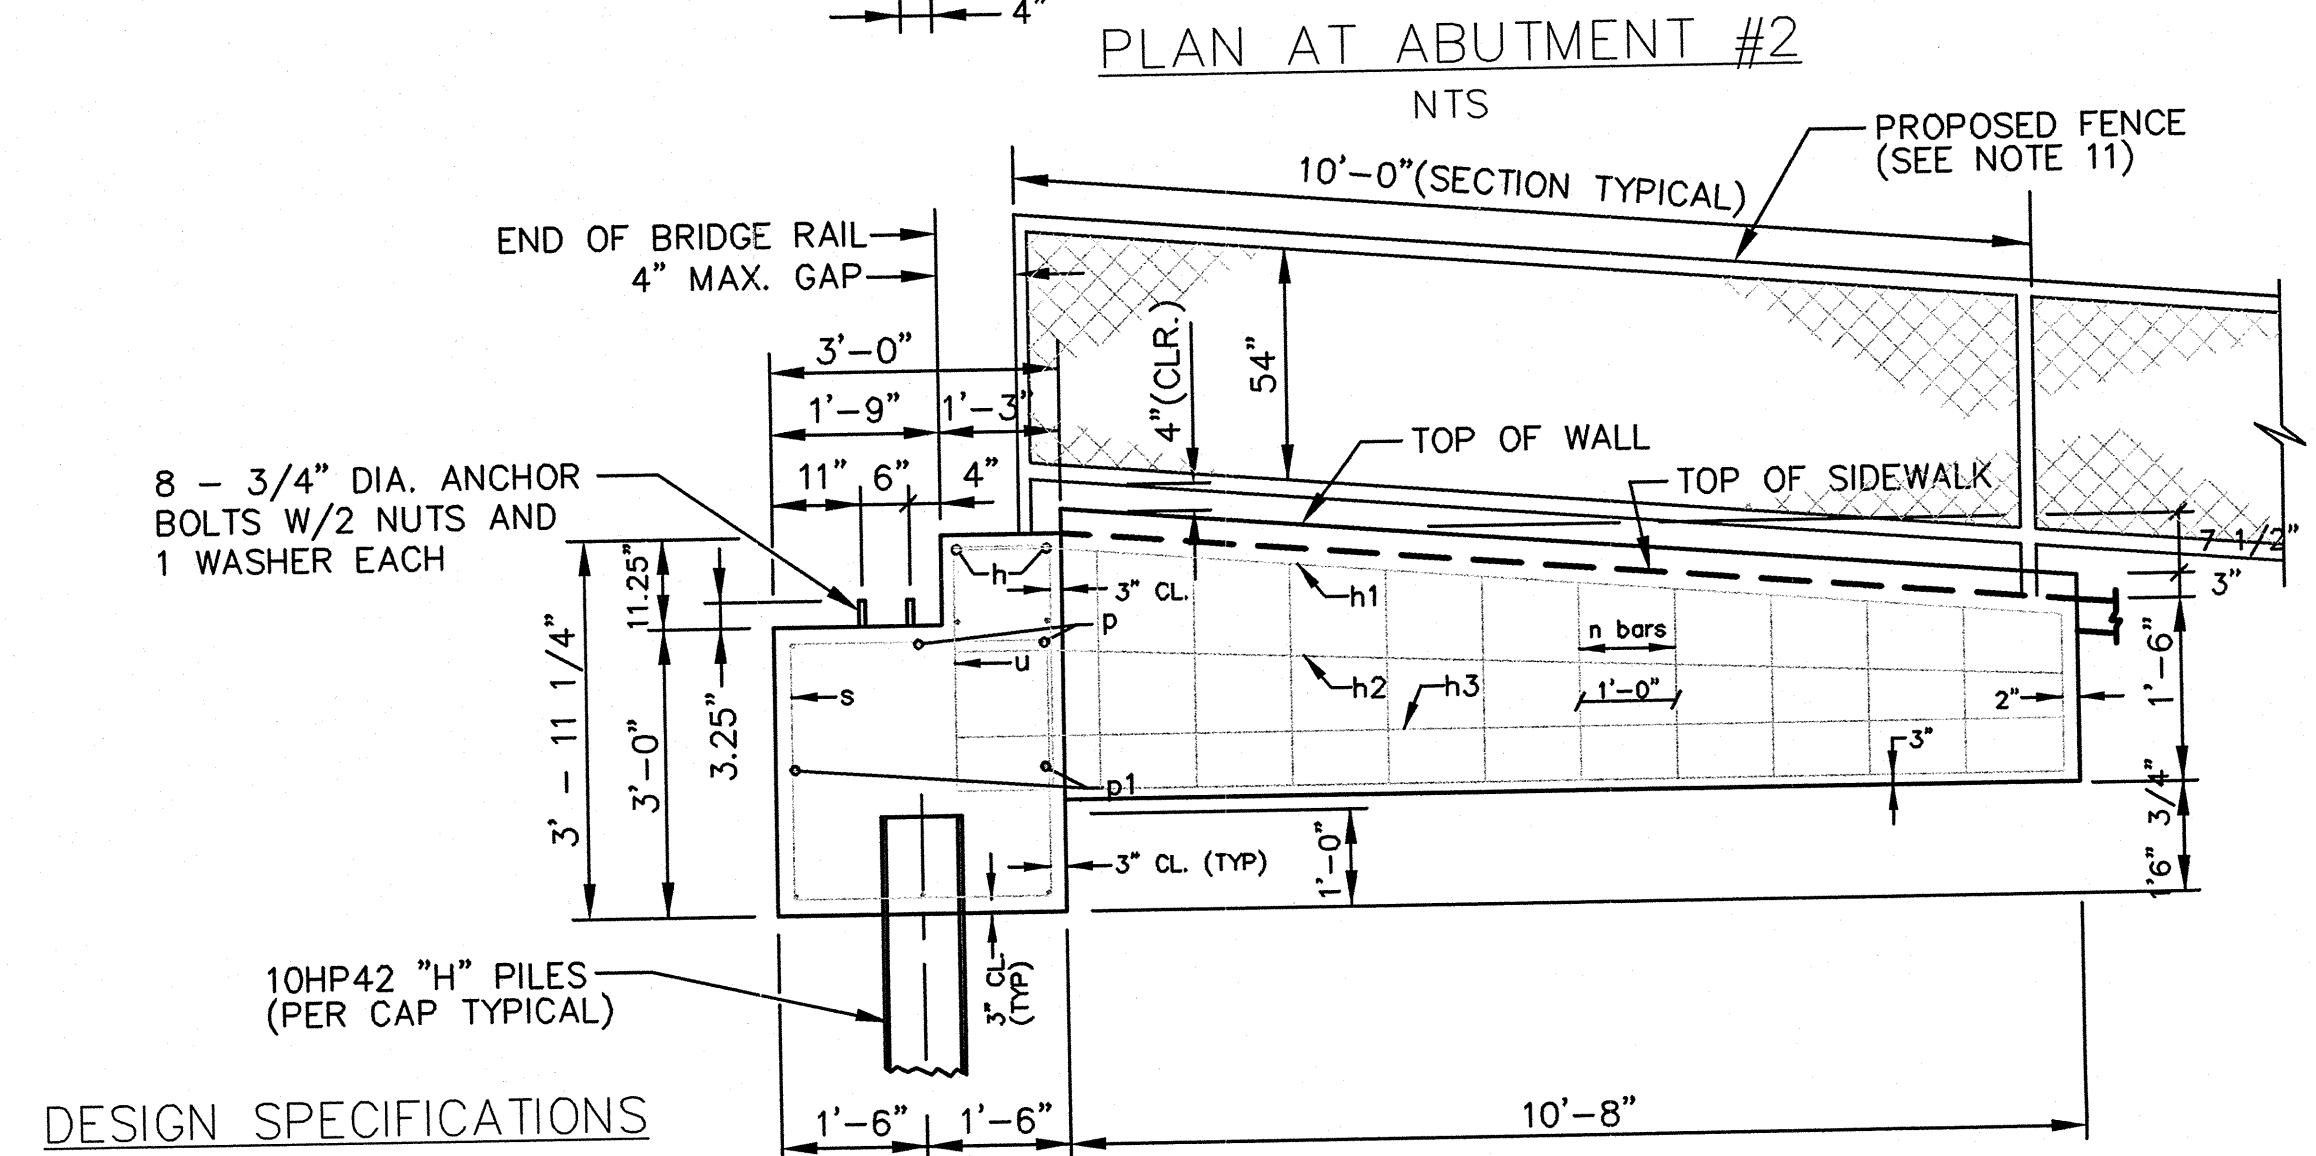 4"
PLAN AT ABUTMENT #2
NTS
PROPOSED FENCE
(SEE NOTE 11)
10'-0"(SECTION TYPICAL)
END OF BRIDGE RAIL
4" MAX. GAP
3'-0"
1'-9"
1'-3"
11"
6"
4"
4"(CLR.)
54"
TOP OF WALL
TOP OF SIDEWALK
8 - 3/4" DIA. ANCHOR
BOLTS W/2 NUTS AND
1 WASHER EACH
7 1/2"
3"
11.25"
h
3" CL.
h1
p
n bars
u
h2
h3
1'-0"
s
2"
1'-6"
3' - 11 1/4"
3'-0"
3.25"
3"
p1
1'-0"
3" CL. (TYP)
1'6" 3/4"
3" CL
(TYP)
10HP42 "H" PILES
(PER CAP TYPICAL)
DESIGN SPECIFICATIONS
1'-6"
1'-6"
10'-8"